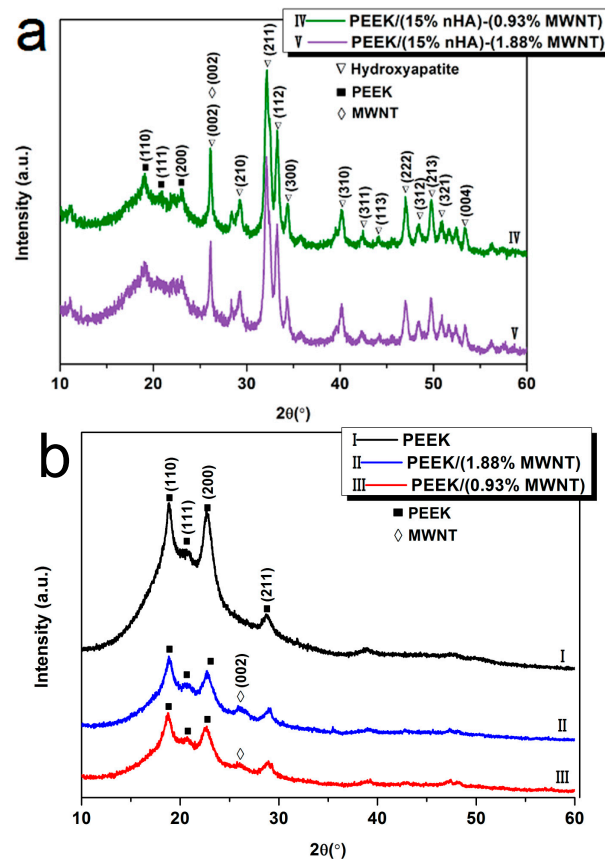 a
Ⅳ PEEK/(15% nHA)-(0.93% MWNT)
Ⅴ PEEK/(15% nHA)-(1.88% MWNT)
▽ Hydroxyapatite
■ PEEK
◇ MWNT
(110)
(111)
(200)
(002)
(002)
(210)
(211)
(112)
(300)
(310)
(311)
(113)
(222)
(312)
(213)
(321)
(004)
Ⅳ
Ⅴ
Intensity (a.u.)
10 20 30 40 50 60
2θ(°)
b
Ⅰ PEEK
Ⅱ PEEK/(1.88% MWNT)
Ⅲ PEEK/(0.93% MWNT)
■ PEEK
◇ MWNT
(110)
(111)
(200)
(211)
(002)
Ⅰ
Ⅱ
Ⅲ
Intensity (a.u.)
10 20 30 40 50 60
2θ(°)